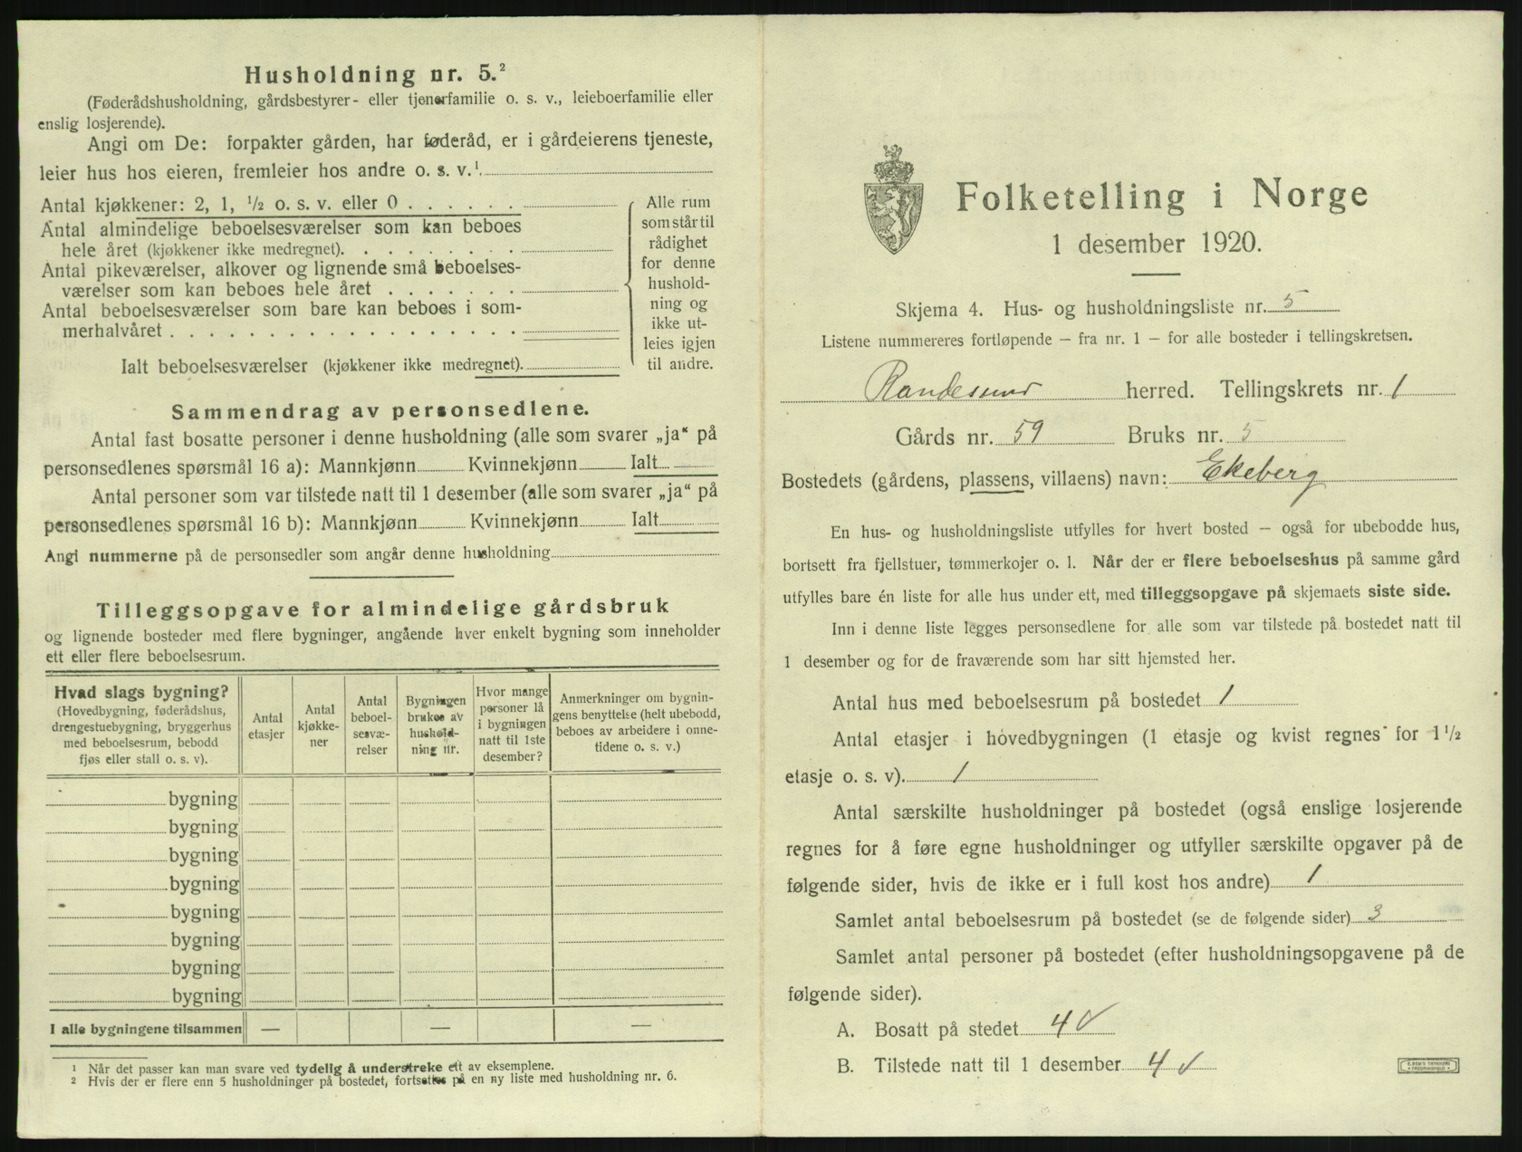 Husholdning nr. 5.²
(Føderådshusholdning, gårdsbestyrer- eller tjenerfamilie o. s. v., leieboerfamilie eller
enslig losjerende).
Angi om De: forpakter gården, har føderåd, er i gårdeierens tjeneste,
leier hus hos eieren, fremleier hos andre o. s. v.¹
Antal kjøkkener: 2, 1, ½ o. s. v. eller 0
Antal almindelige beboelsesværelser som kan beboes
hele året (kjøkkener ikke medregnet).
Antal pikeværelser, alkover og lignende små beboelses-
værelser som kan beboes hele året
Antal beboelsesværelser som bare kan beboes i som-
merhalvåret
Ialt beboelsesværelser (kjøkkener ikke medregnet).
Alle rum
som står til
rådighet
for denne
hushold-
ning og
ikke ut-
leies igjen
til andre.
Sammendrag av personsedlene.
Antal fast bosatte personer i denne husholdning (alle som svarer „ja“ på
personsedlenes spørsmål 16 a): Mannkjønn Kvinnekjønn Ialt
Antal personer som var tilstede natt til 1 desember (alle som svarer „ja“ på
personsedlenes spørsmål 16 b): Mannkjønn Kvinnekjønn Ialt
Angi nummerne på de personsedler som angår denne husholdning
Tilleggsopgave for almindelige gårdsbruk
og lignende bosteder med flere bygninger, angående hver enkelt bygning som inneholder
ett eller flere beboelsesrum.
Hvad slags bygning?
(Hovedbygning, føderådshus,
drengestuebygning, bryggerhus
med beboelsesrum, bebodd
fjøs eller stall o. s. v).
Antal
etasjer
Antal
kjøkke-
ner
Antal
beboel-
sesvæ-
relser
Bygningen
brukes av
hushold-
ning nr.
Hvor mange
personer lå
i bygningen
natt til 1ste
desember?
Anmerkninger om bygnin-
gens benyttelse (helt ubebodd,
beboes av arbeidere i onne-
tidene o. s. v.)
bygning
bygning
bygning
bygning
bygning
bygning
bygning
bygning
I alle bygningene tilsammen — — —
¹ Når det passer kan man svare ved tydelig å understreke ett av eksemplene.
² Hvis der er flere enn 5 husholdninger på bostedet, fortsettes på en ny liste med husholdning nr. 6.
Folketelling i Norge
1 desember 1920.
Skjema 4. Hus- og husholdningsliste nr. 5
Listene nummereres fortløpende – fra nr. 1 – for alle bosteder i tellingskretsen.
Randesund herred. Tellingskrets nr. 1
Gårds nr. 59 Bruks nr. 5
Bostedets (gårdens, plassens, villaens) navn: Ekeberg
En hus- og husholdningsliste utfylles for hvert bosted – også for ubebodde hus,
bortsett fra fjellstuer, tømmerkojer o. l. Når der er flere beboelseshus på samme gård
utfylles bare én liste for alle hus under ett, med tilleggsopgave på skjemaets siste side.
Inn i denne liste legges personsedlene for alle som var tilstede på bostedet natt til
1 desember og for de fraværende som har sitt hjemsted her.
Antal hus med beboelsesrum på bostedet 1
Antal etasjer i hovedbygningen (1 etasje og kvist regnes for 1½
etasje o. s. v). 1
Antal særskilte husholdninger på bostedet (også enslige losjerende
regnes for å føre egne husholdninger og utfyller særskilte opgaver på de
følgende sider, hvis de ikke er i full kost hos andre) 1
Samlet antal beboelsesrum på bostedet (se de følgende sider) 3
Samlet antal personer på bostedet (efter husholdningsopgavene på de
følgende sider).
A. Bosatt på stedet 4 ✓
B. Tilstede natt til 1 desember 4 ✓